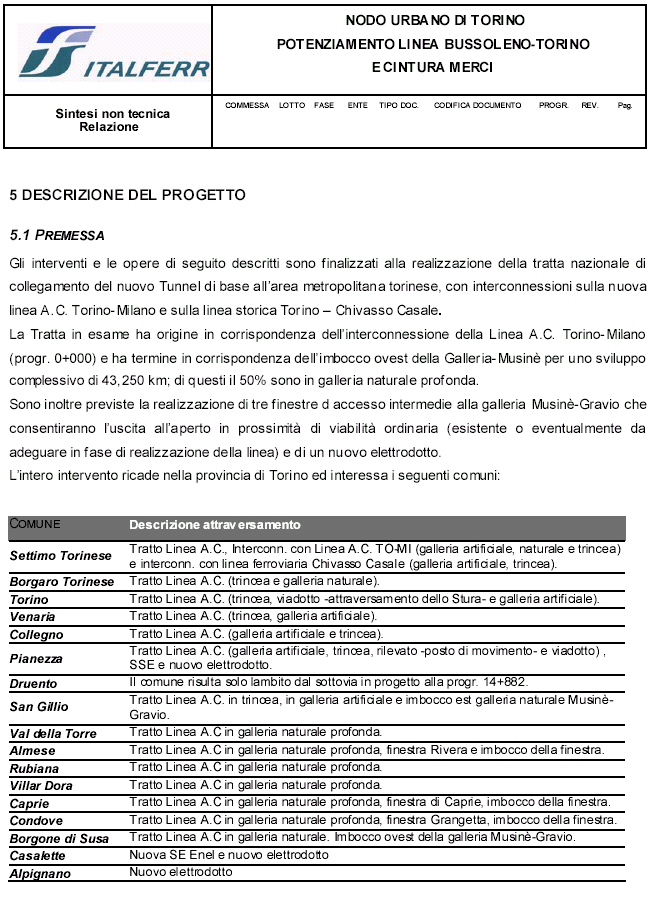 ITALFERR
NODO URBANO DI TORINO
POTENZIAMENTO LINEA BUSSOLENO-TORINO
E CINTURA MERCI
Sintesi non tecnica
Relazione
COMMESSA LOTTO FASE ENTE TIPO DOC. CODIFICA DOCUMENTO PROGR. REV. Pag.
5 DESCRIZIONE DEL PROGETTO
5.1 PREMESSA
Gli interventi e le opere di seguito descritti sono finalizzati alla realizzazione della tratta nazionale di
collegamento del nuovo Tunnel di base all'area metropolitana torinese, con interconnessioni sulla nuova
linea A.C. Torino-Milano e sulla linea storica Torino – Chivasso Casale.
La Tratta in esame ha origine in corrispondenza dell'interconnessione della Linea A.C. Torino-Milano
(progr. 0+000) e ha termine in corrispondenza dell'imbocco ovest della Galleria-Musinè per uno sviluppo
complessivo di 43,250 km; di questi il 50% sono in galleria naturale profonda.
Sono inoltre previste la realizzazione di tre finestre d accesso intermedie alla galleria Musinè-Gravio che
consentiranno l'uscita all'aperto in prossimità di viabilità ordinaria (esistente o eventualmente da
adeguare in fase di realizzazione della linea) e di un nuovo elettrodotto.
L'intero intervento ricade nella provincia di Torino ed interessa i seguenti comuni:
COMUNE Descrizione attraversamento
Settimo Torinese Tratto Linea A.C., Interconn. con Linea A.C. TO-MI (galleria artificiale, naturale e trincea)
e interconn. con linea ferroviaria Chivasso Casale (galleria artificiale, trincea).
Borgaro Torinese Tratto Linea A.C. (trincea e galleria naturale).
Torino Tratto Linea A.C. (trincea, viadotto -attraversamento dello Stura- e galleria artificiale).
Venaria Tratto Linea A.C. (trincea, galleria artificiale).
Collegno Tratto Linea A.C. (galleria artificiale e trincea).
Pianezza Tratto Linea A.C. (galleria artificiale, trincea, rilevato -posto di movimento- e viadotto) ,
SSE e nuovo elettrodotto.
Druento Il comune risulta solo lambito dal sottovia in progetto alla progr. 14+882.
San Gillio Tratto Linea A.C. in trincea, in galleria artificiale e imbocco est galleria naturale Musinè-
Gravio.
Val della Torre Tratto Linea A.C in galleria naturale profonda.
Almese Tratto Linea A.C in galleria naturale profonda, finestra Rivera e imbocco della finestra.
Rubiana Tratto Linea A.C in galleria naturale profonda.
Villar Dora Tratto Linea A.C in galleria naturale profonda.
Caprie Tratto Linea A.C in galleria naturale profonda, finestra di Caprie, imbocco della finestra.
Condove Tratto Linea A.C in galleria naturale profonda, finestra Grangetta, imbocco della finestra.
Borgone di Susa Tratto Linea A.C in galleria naturale. Imbocco ovest della galleria Musinè-Gravio.
Casalette Nuova SE Enel e nuovo elettrodotto
Alpignano Nuovo elettrodotto